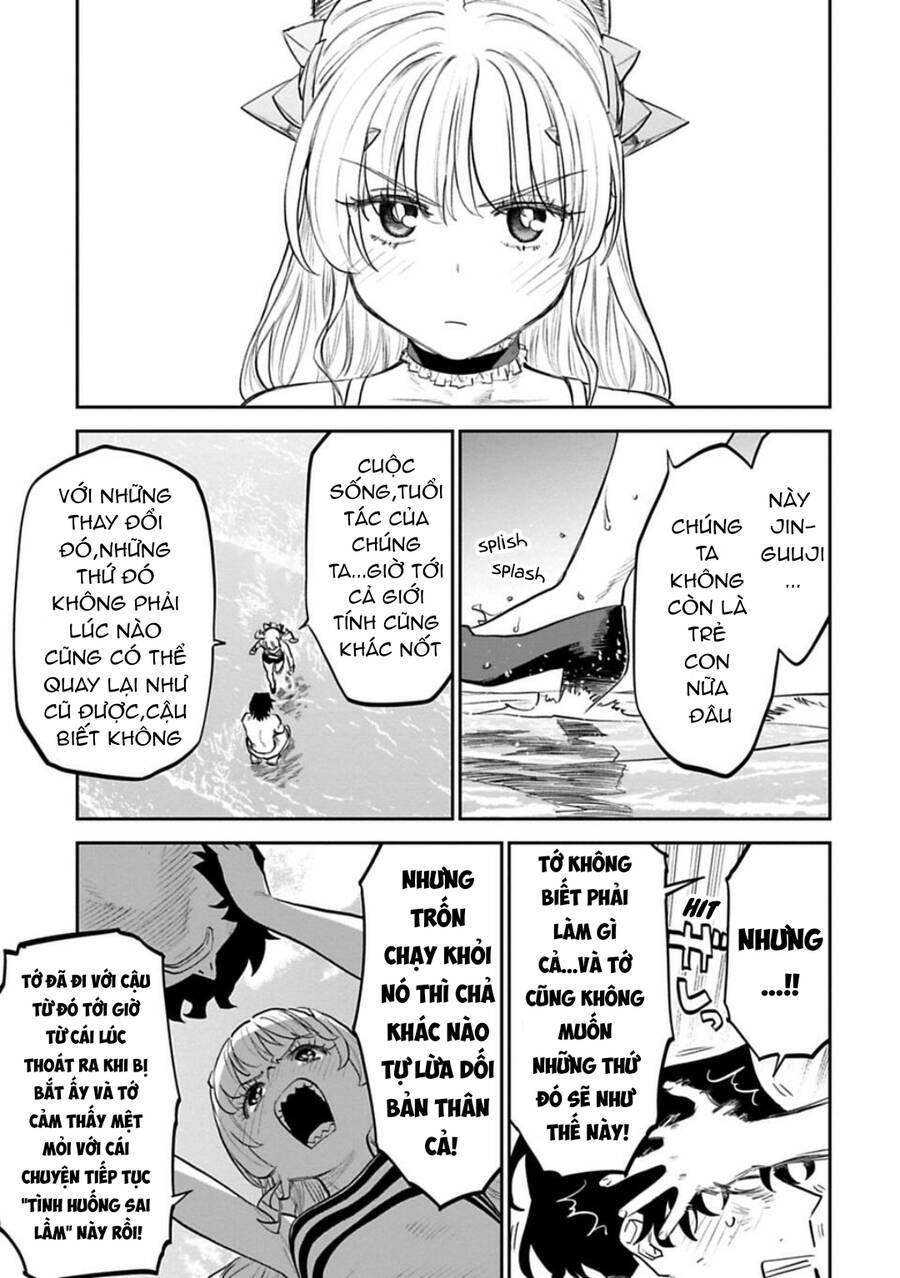 NÀY
JIN-
GUUJI
...
CHÚNG
TA
KHÔNG
CÒN LÀ
TRẺ
CON
NỮA
ĐÂU
splish
splash
CUỘC
SỐNG,TUỔI
TÁC CỦA
CHÚNG
TA...GIỜ TỚI
CẢ GIỚI
TÍNH CŨNG
KHÁC NỐT
VỚI NHỮNG
THAY ĐỔI
ĐÓ,NHỮNG
THỨ ĐÓ
KHÔNG PHẢI
LÚC NÀO
CŨNG CÓ THỂ
QUAY LẠI NHƯ
CŨ ĐƯỢC,CẬU
BIẾT KHÔNG
NHƯNG
...!!
HIT
ギしっ
TỚ KHÔNG
BIẾT PHẢI
LÀM GÌ
CẢ...VÀ TỚ
CŨNG KHÔNG
MUỐN
NHỮNG THỨ
ĐÓ SẼ NHƯ
THẾ NÀY!
NHƯNG
TRỐN
CHẠY KHỎI
NÓ THÌ CHẢ
KHÁC NÀO
TỰ LỪA DỐI
BẢN THÂN
CẢ!
TỚ ĐÃ ĐI VỚI CẬU
TỪ ĐÓ TỚI GIỜ
TỪ CÁI LÚC
THOÁT RA KHI BỊ
BẮT ẤY VÀ TỚ
CẢM THẤY MỆT
MỎI VỚI CÁI
CHUYỆN TIẾP TỤC
"TÌNH HUỐNG SAI
LẦM" NÀY RỒI!